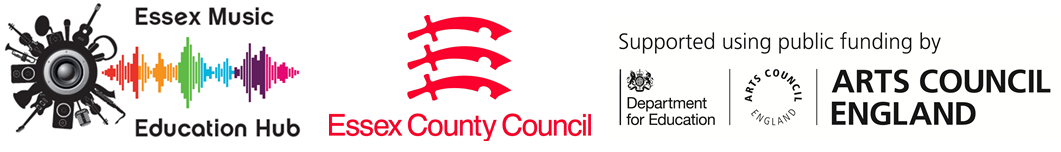 Essex Music
Education Hub
Essex County Council
Supported using public funding by
Department
for Education
ARTS COUNCIL
ENGLAND
ARTS COUNCIL
ENGLAND